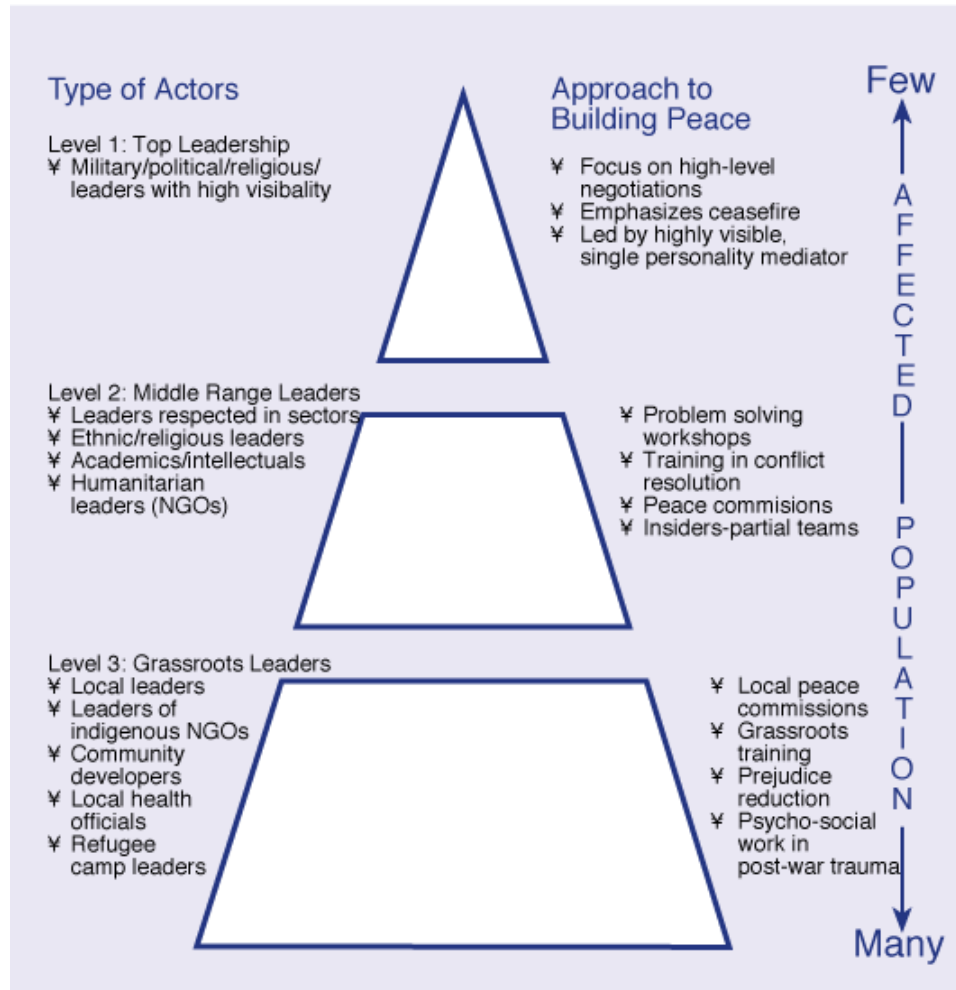 Type of Actors
Level 1: Top Leadership
¥ Military/political/religious/
leaders with high visibality
Approach to
Building Peace
¥ Focus on high-level
negotiations
¥ Emphasizes ceasefire
¥ Led by highly visible,
single personality mediator
Level 2: Middle Range Leaders
¥ Leaders respected in sectors
¥ Ethnic/religious leaders
¥ Academics/intellectuals
¥ Humanitarian
leaders (NGOs)
¥ Problem solving
workshops
¥ Training in conflict
resolution
¥ Peace commisions
¥ Insiders-partial teams
Level 3: Grassroots Leaders
¥ Local leaders
¥ Leaders of
indigenous NGOs
¥ Community
developers
¥ Local health
officials
¥ Refugee
camp leaders
¥ Local peace
commissions
¥ Grassroots
training
¥ Prejudice
reduction
¥ Psycho-social
work in
post-war trauma
Few
AFFECTED POPULATION
Many